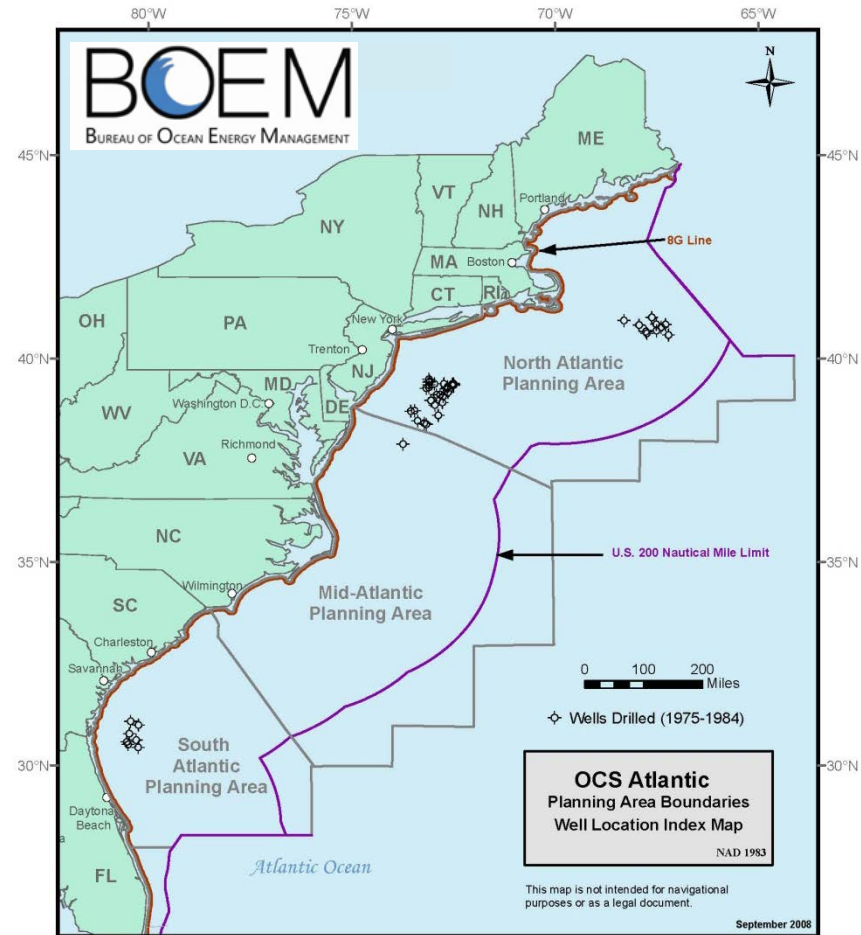 80°W
75°W
70°W
65°W
BOEM
BUREAU OF OCEAN ENERGY MANAGEMENT
N
ME
45°N
45°N
VT
Portland
NH
NY
8G Line
MA
Boston
CT
RI
OH
PA
New York
40°N
40°N
Trenton
NJ
North Atlantic
Planning Area
MD
WV
Washington D.C.
DE
Richmond
VA
NC
35°N
35°N
U.S. 200 Nautical Mile Limit
Wilmington
Mid-Atlantic
Planning Area
SC
Charleston
Savannah
0 100 200
Miles
Wells Drilled (1975-1984)
South
Atlantic
Planning Area
30°N
30°N
OCS Atlantic
Planning Area Boundaries
Well Location Index Map
NAD 1983
Daytona
Beach
FL
Atlantic Ocean
This map is not intended for navigational
purposes or as a legal document.
September 2008